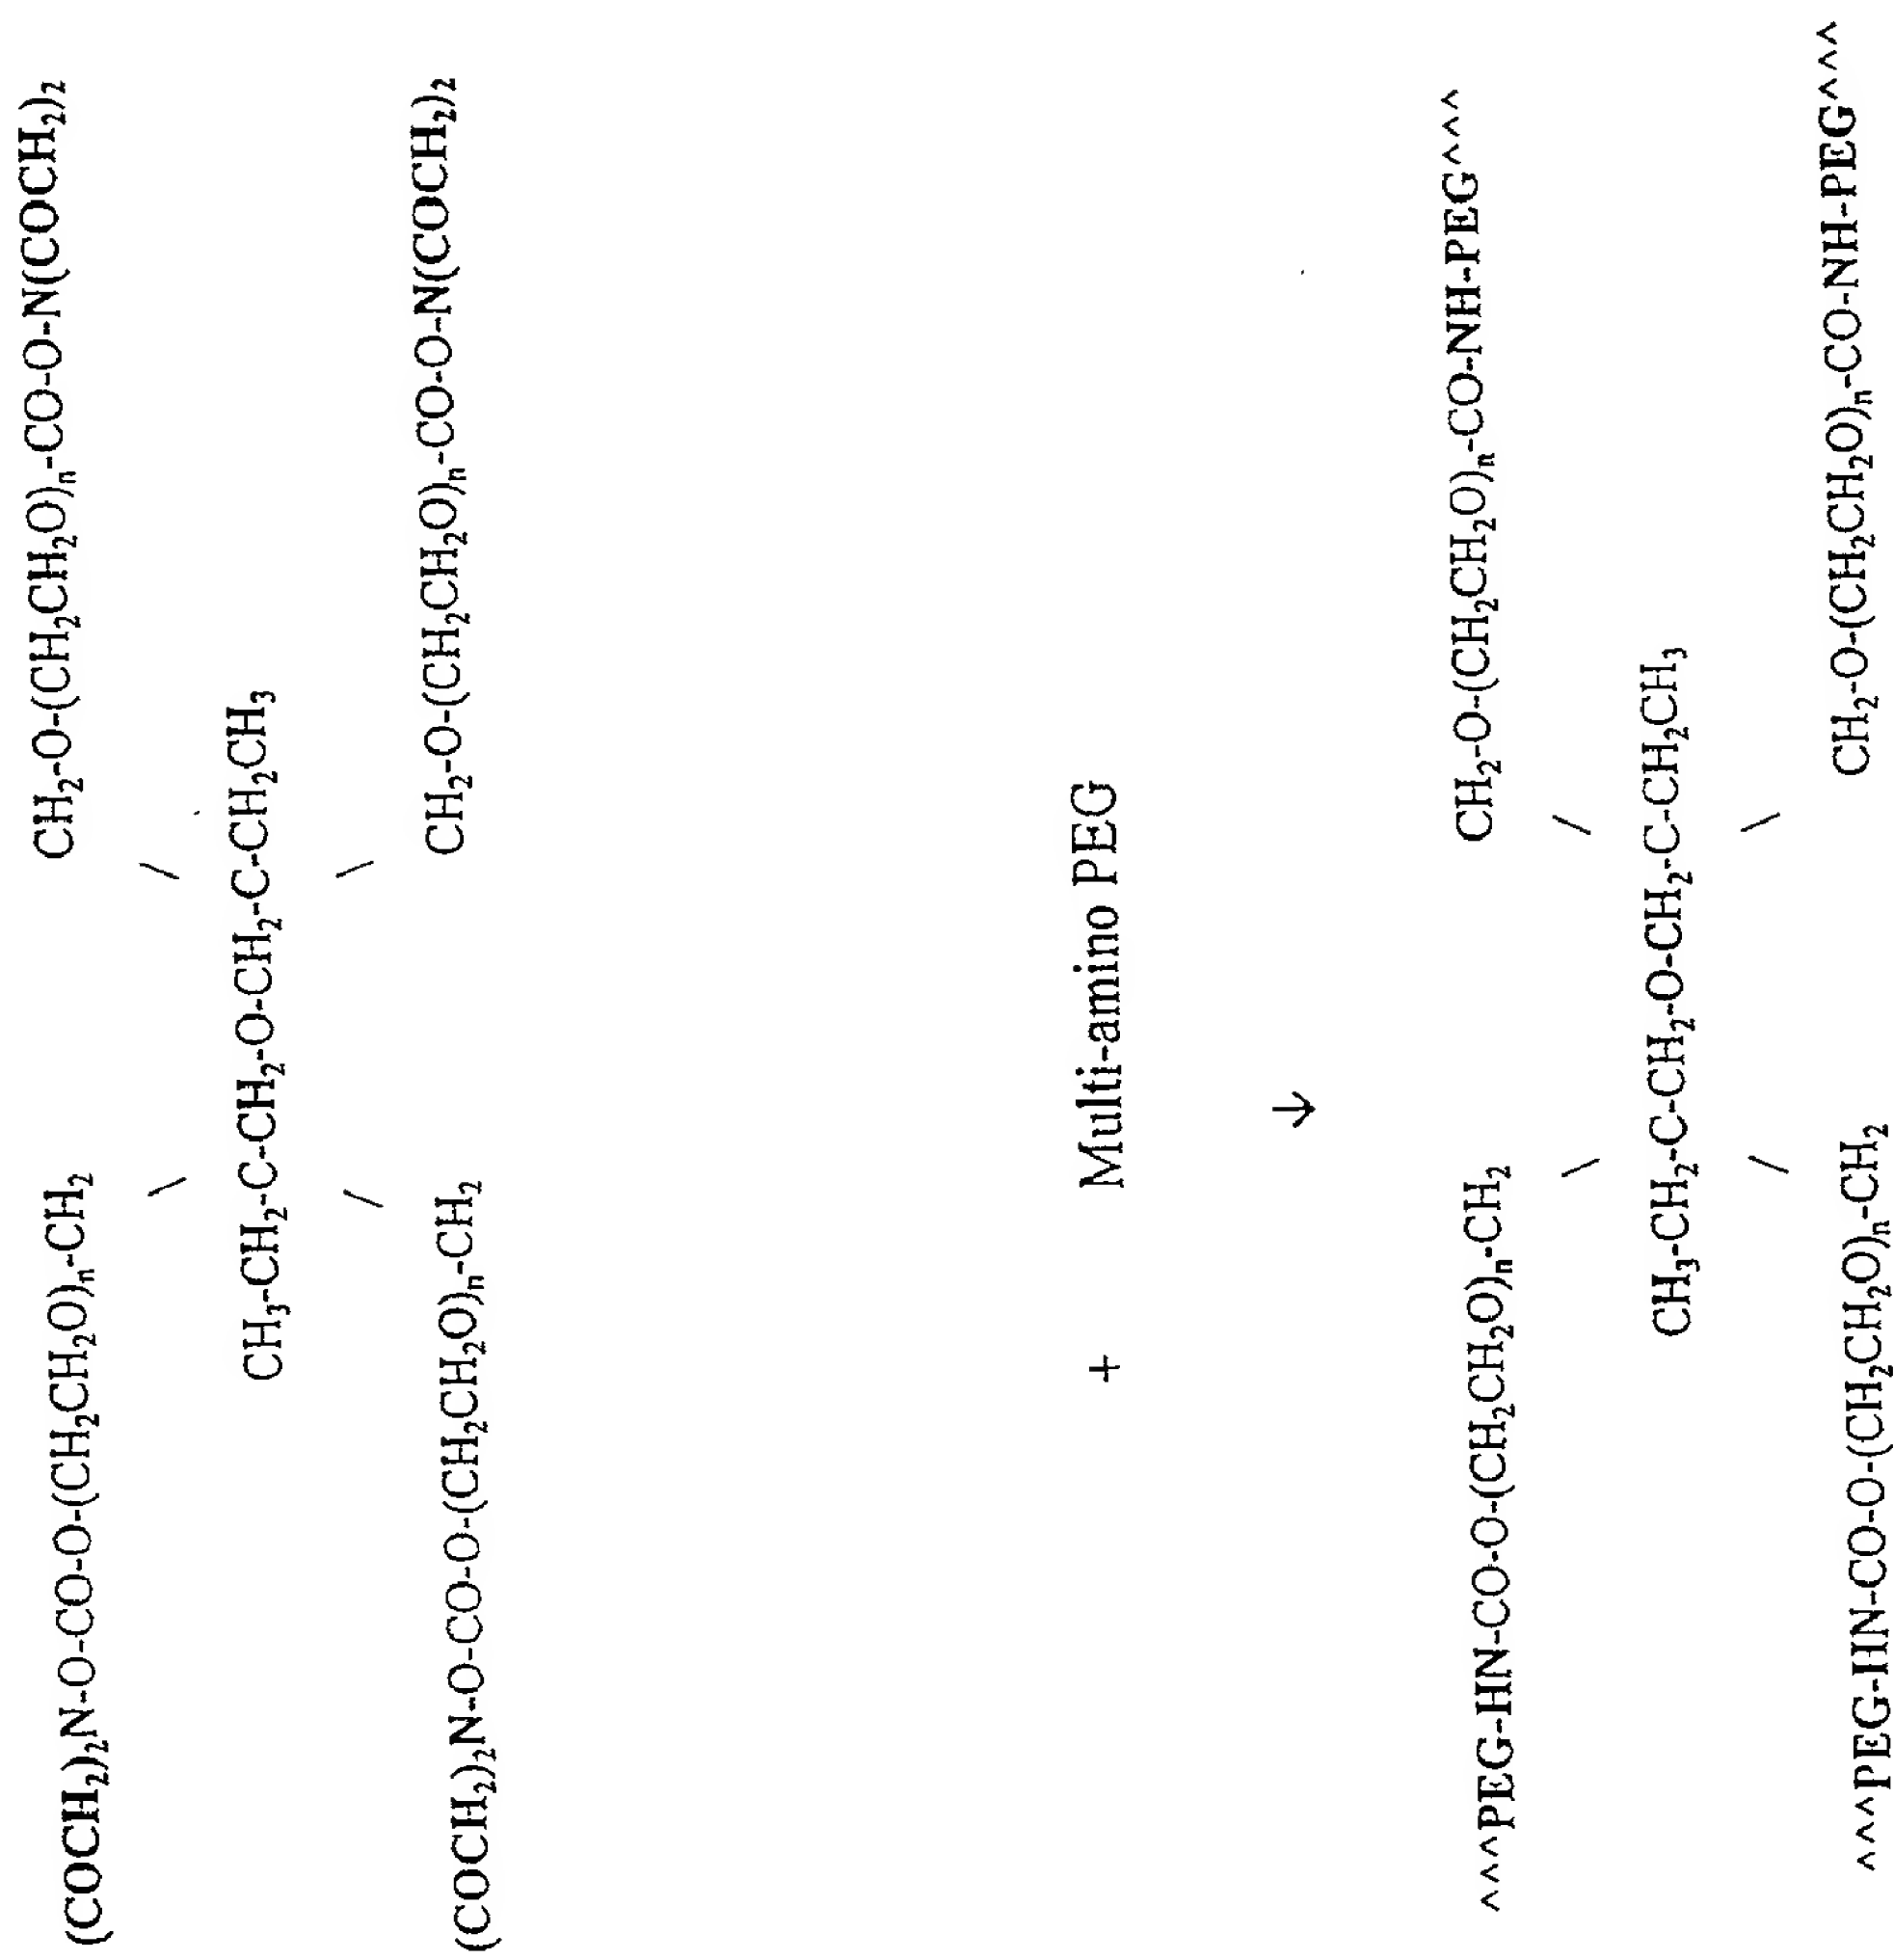 (COCH₂)₂N-O-CO-O-(CH₂CH₂O)ₙ-CH₂ CH₂-O-(CH₂CH₂O)ₙ-CO-O-N(COCH₂)₂
\ /
CH₃-CH₂-C-CH₂-O-CH₂-C-CH₂CH₃
/ \
(COCH₂)₂N-O-CO-O-(CH₂CH₂O)ₙ-CH₂ CH₂-O-(CH₂CH₂O)ₙ-CO-O-N(COCH₂)₂
+ Multi-amino PEG
↓
^^^PEG-HN-CO-O-(CH₂CH₂O)ₙ-CH₂ CH₂-O-(CH₂CH₂O)ₙ-CO-NH-PEG^^^
\ /
CH₃-CH₂-C-CH₂-O-CH₂-C-CH₂CH₃
/ \
^^^PEG-HN-CO-O-(CH₂CH₂O)ₙ-CH₂ CH₂-O-(CH₂CH₂O)ₙ-CO-NH-PEG^^^